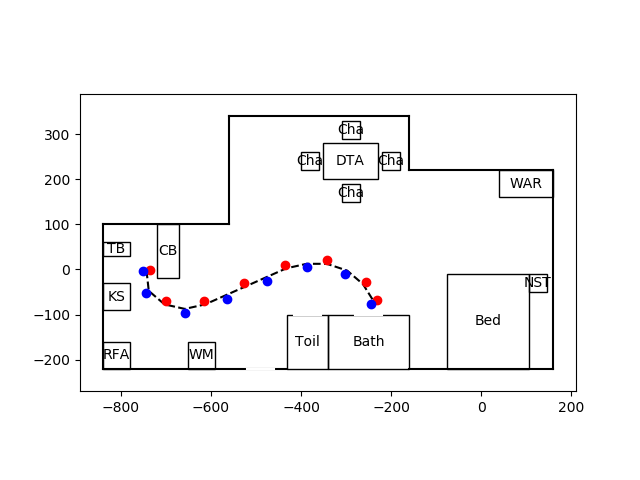 300
200
100
0
−100
−200
−800
−600
−400
−200
0
200
Cha
Cha
DTA
Cha
Cha
WAR
TB
CB
KS
NST
Bed
RFA
WM
Toil
Bath